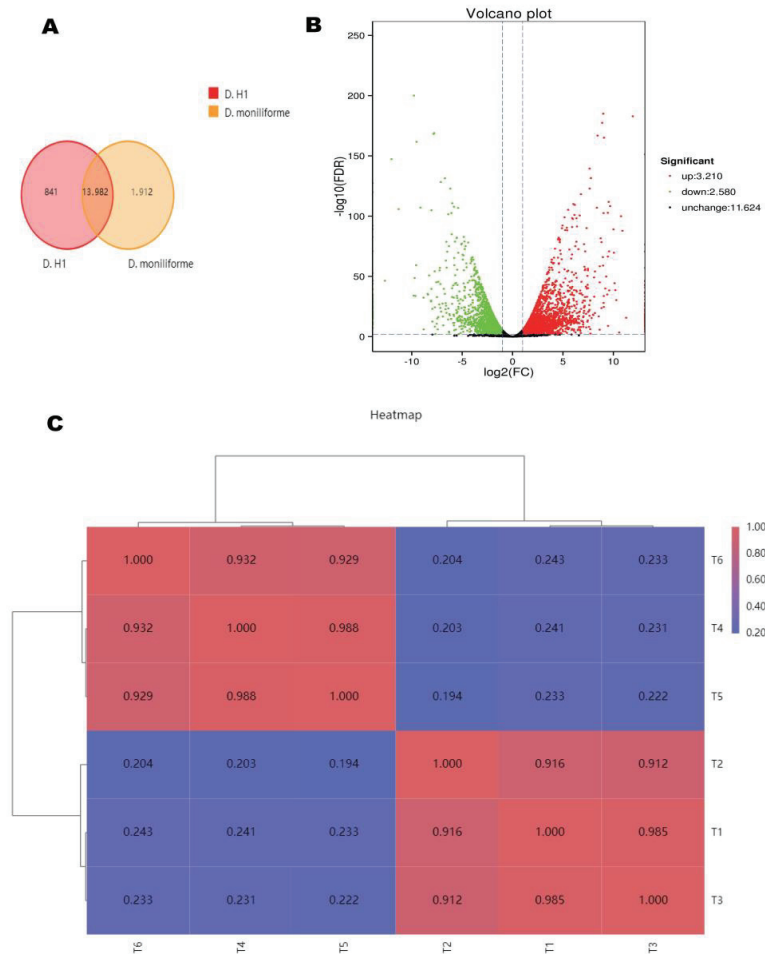 A
D. H1
D. moniliforme
841
13.982
1.912
D. H1
D. moniliforme
B
Volcano plot
250
200
150
100
50
0
-log10(FDR)
-10
-5
0
5
10
log2(FC)
Significant
up:3.210
down:2.580
unchange:11.624
C
Heatmap
1.000 0.932 0.929 0.204 0.243 0.233 T6
0.932 1.000 0.988 0.203 0.241 0.231 T4
0.929 0.988 1.000 0.194 0.233 0.222 T5
0.204 0.203 0.194 1.000 0.916 0.912 T2
0.243 0.241 0.233 0.916 1.000 0.985 T1
0.233 0.231 0.222 0.912 0.985 1.000 T3
T6 T4 T5 T2 T1 T3
1.00
0.80
0.60
0.40
0.20